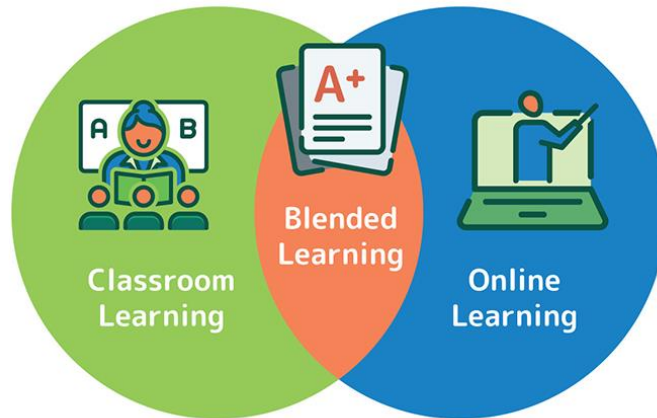 A B
A+
Blended
Learning
Classroom
Learning
Online
Learning